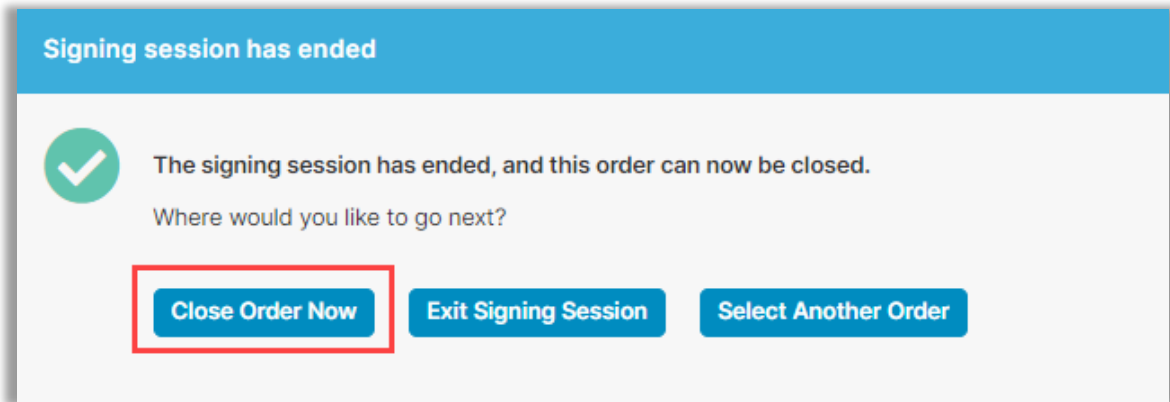 Signing session has ended
The signing session has ended, and this order can now be closed.
Where would you like to go next?
Close Order Now Exit Signing Session Select Another Order